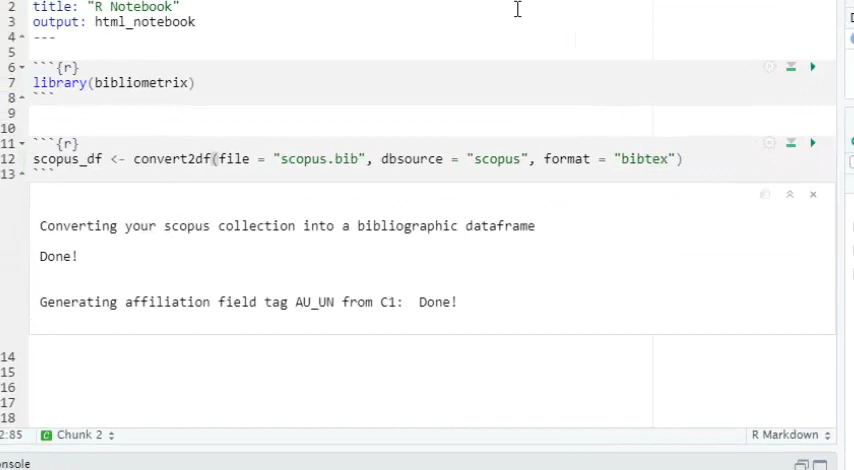 2 title: "R Notebook"
3 output: html_notebook
4 ---
5
6 ```{r}
7 library(bibliometrix)
8 ```
9
10
11 ```{r}
12 scopus_df <- convert2df(file = "scopus.bib", dbsource = "scopus", format = "bibtex")
13 ```
Converting your scopus collection into a bibliographic dataframe
Done!
Generating affiliation field tag AU_UN from C1:  Done!
14
15
16
17
18
2:85 Chunk 2 R Markdown
onsole